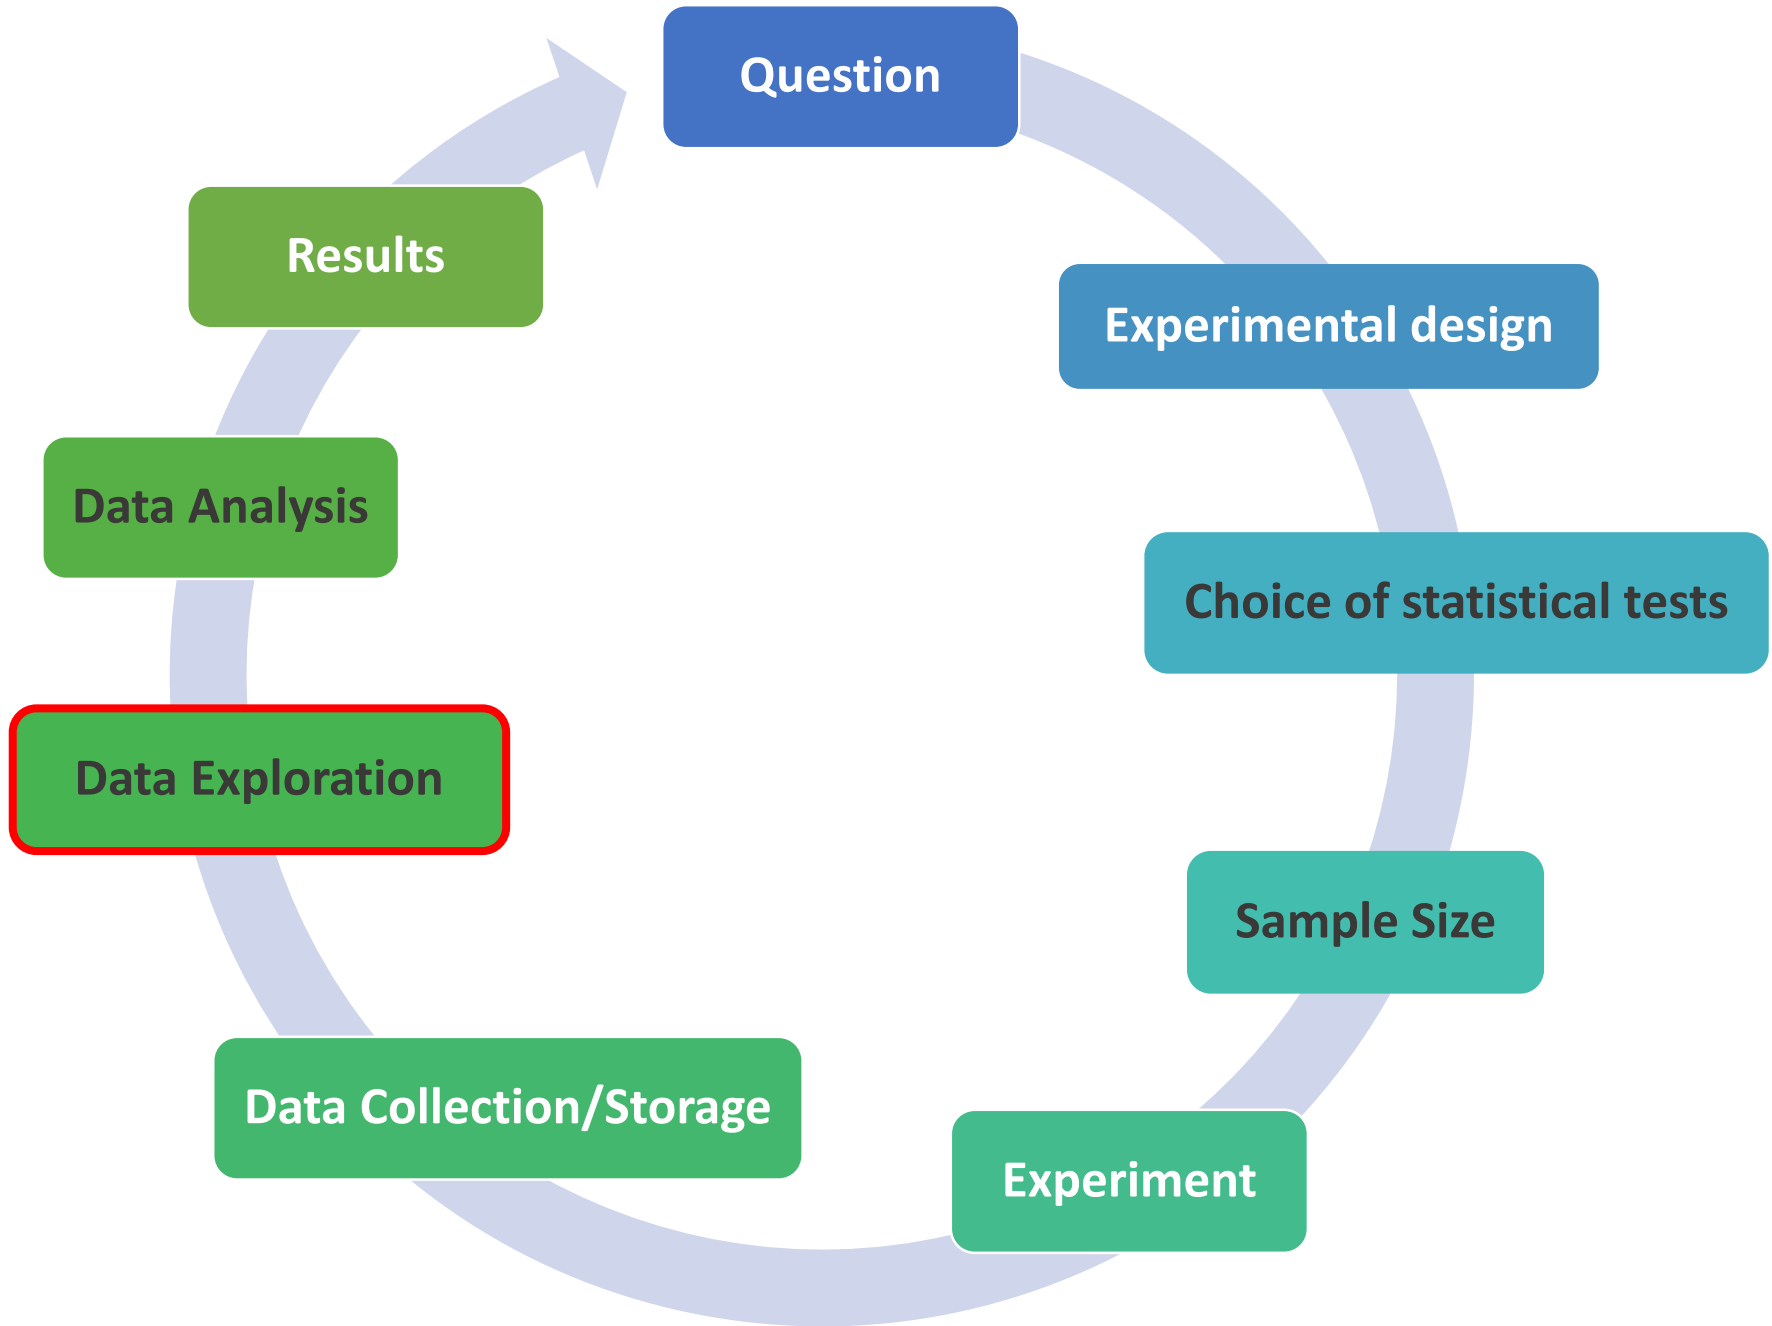 Question
Experimental design
Choice of statistical tests
Sample Size
Experiment
Data Collection/Storage
Data Exploration
Data Analysis
Results